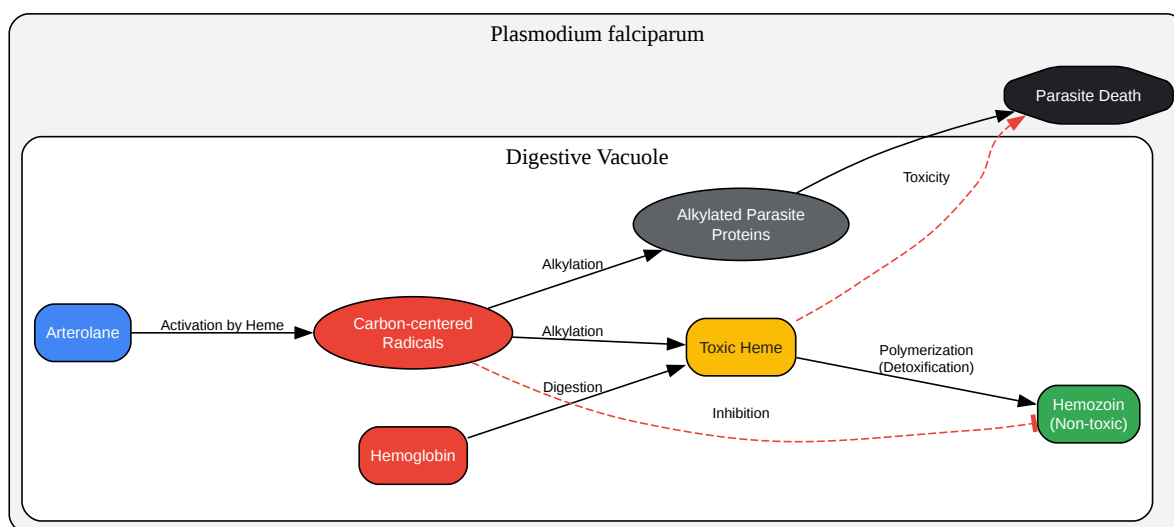 Plasmodium falciparum
Parasite Death
Digestive Vacuole
Toxicity
Alkylated Parasite
Proteins
Alkylation
Arterolane
Activation by Heme
Carbon-centered
Radicals
Alkylation
Toxic Heme
Polymerization
(Detoxification)
Digestion
Inhibition
Hemozoin
(Non-toxic)
Hemoglobin